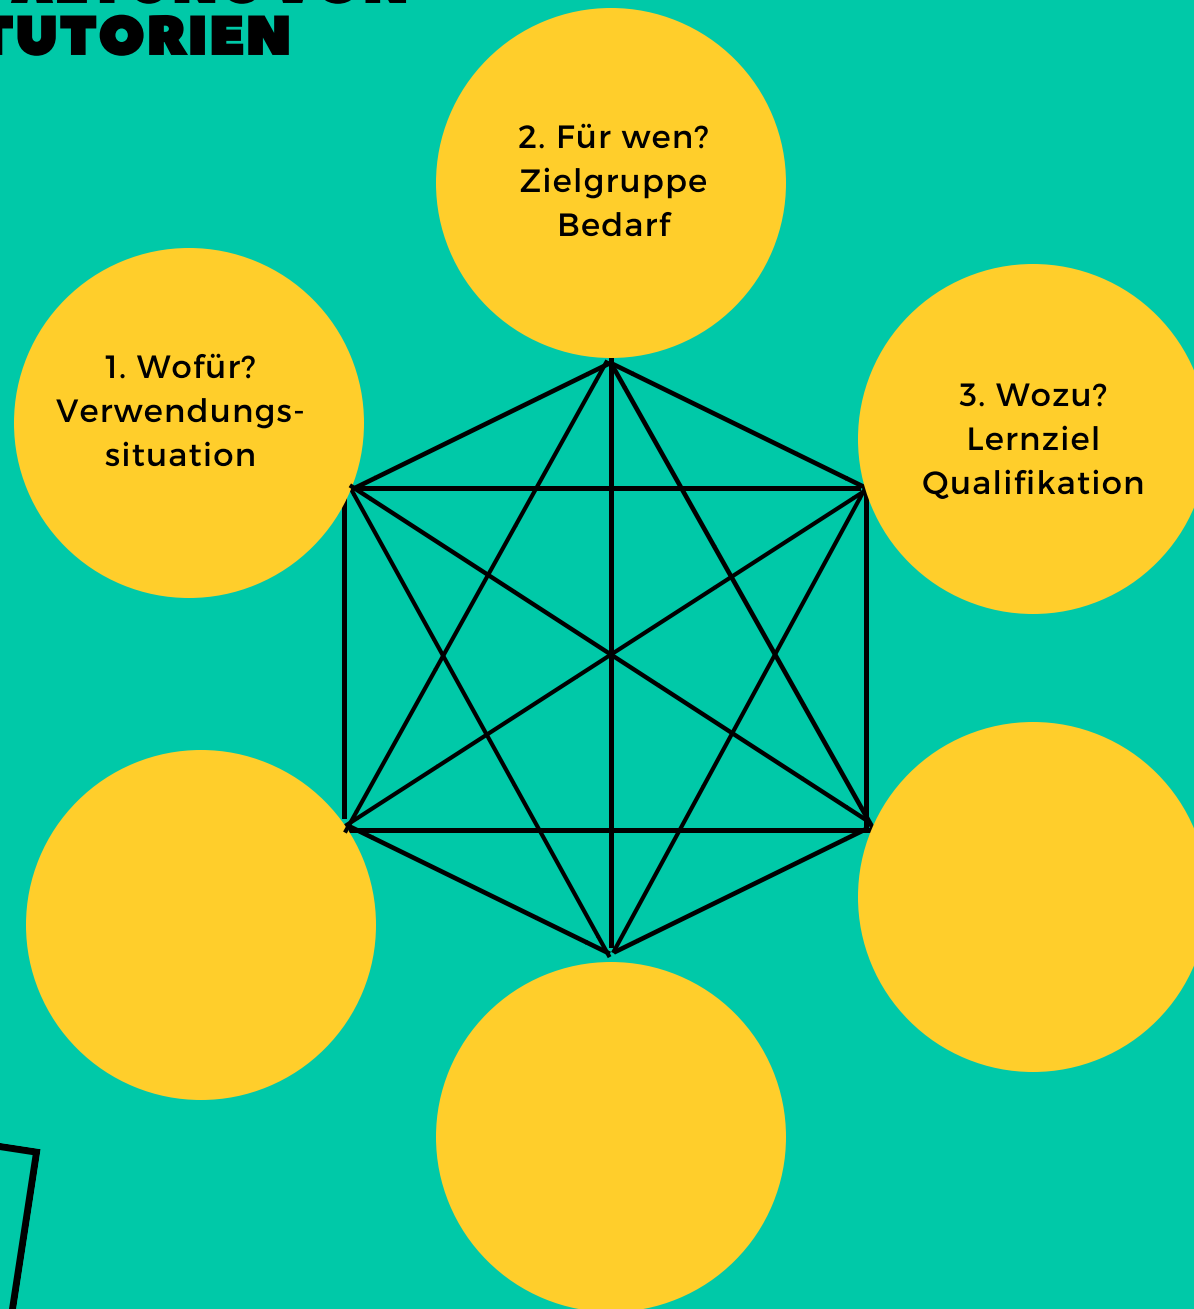 TUTORIEN
2. Für wen?
Zielgruppe
Bedarf
1. Wofür?
Verwendungs-
situation
3. Wozu?
Lernziel
Qualifikation